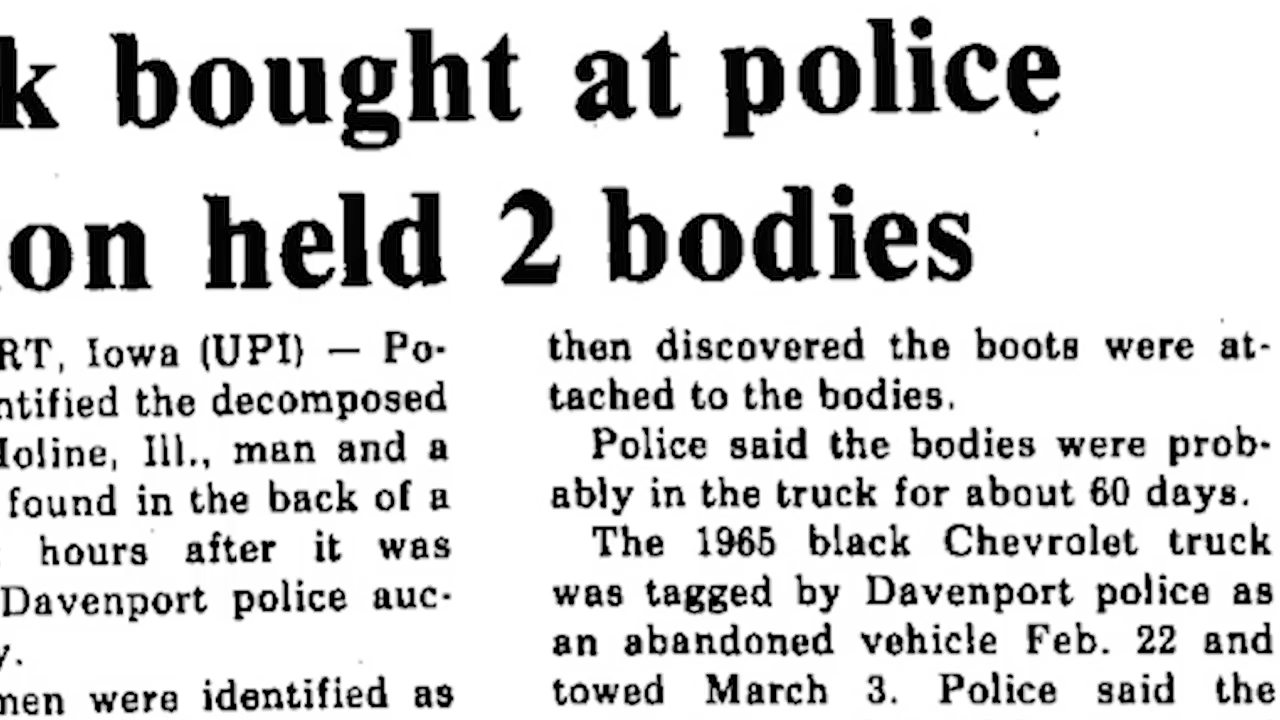 k bought at police
on held 2 bodies
RT, Iowa (UPI) — Po-
ntified the decomposed
Moline, Ill., man and a
found in the back of a
hours after it was
Davenport police auc-
y.
men were identified as
then discovered the boots were at-
tached to the bodies.
Police said the bodies were prob-
ably in the truck for about 60 days.
The 1965 black Chevrolet truck
was tagged by Davenport police as
an abandoned vehicle Feb. 22 and
towed March 3. Police said the